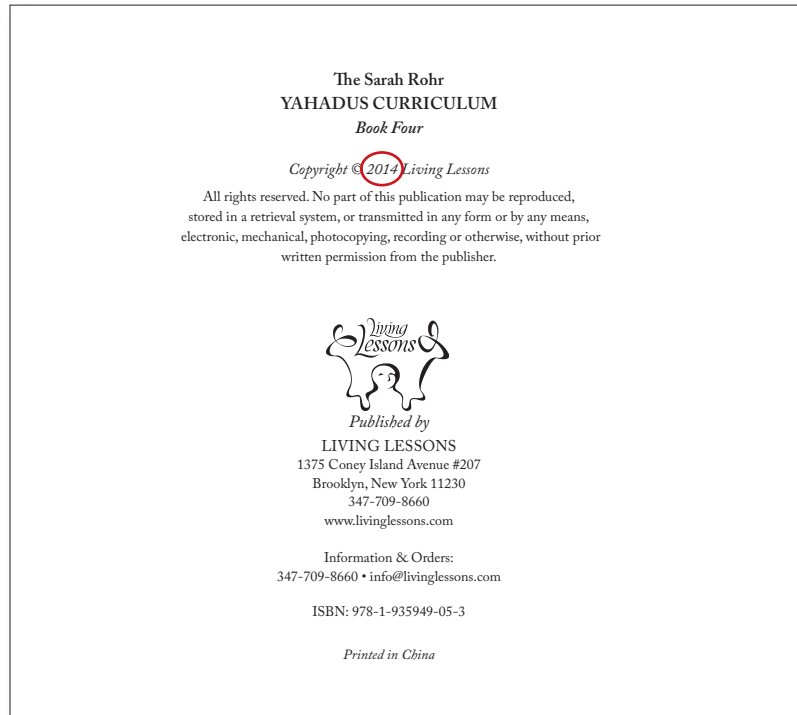 The Sarah Rohr
YAHADUS CURRICULUM
Book Four
Copyright © 2014 Living Lessons
All rights reserved. No part of this publication may be reproduced,
stored in a retrieval system, or transmitted in any form or by any means,
electronic, mechanical, photocopying, recording or otherwise, without prior
written permission from the publisher.
Living
Lessons
Published by
LIVING LESSONS
1375 Coney Island Avenue #207
Brooklyn, New York 11230
347-709-8660
www.livinglessons.com
Information & Orders:
347-709-8660 • info@livinglessons.com
ISBN: 978-1-935949-05-3
Printed in China